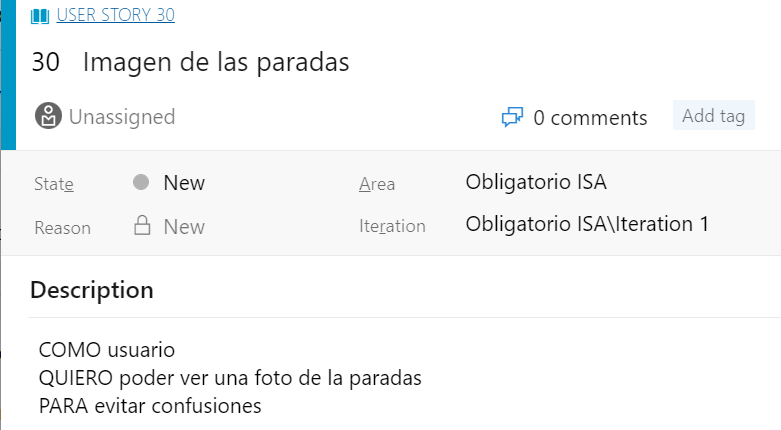 USER STORY 30
30 Imagen de las paradas
Unassigned
0 comments
Add tag
State New
Area Obligatorio ISA
Reason New
Iteration Obligatorio ISA\Iteration 1
Description
COMO usuario
QUIERO poder ver una foto de la paradas
PARA evitar confusiones